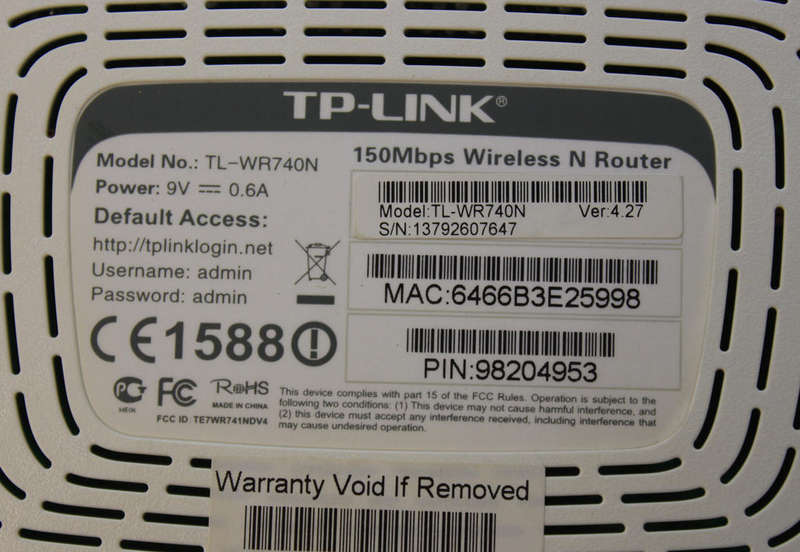 TP-LINK®
Model No.: TL-WR740N
Power: 9V 0.6A
Default Access:
http://tplinklogin.net
Username: admin
Password: admin
150Mbps Wireless N Router
Model:TL-WR740N Ver:4.27
S/N:13792607647
MAC:6466B3E25998
PIN:98204953
CE1588
FC
RoHS
MADE IN CHINA
FCC ID: TE7WR741NDV4
This device complies with part 15 of the FCC Rules. Operation is subject to the
following two conditions: (1) This device may not cause harmful interference, and
(2) this device must accept any interference received, including interference that
may cause undesired operation.
Warranty Void If Removed